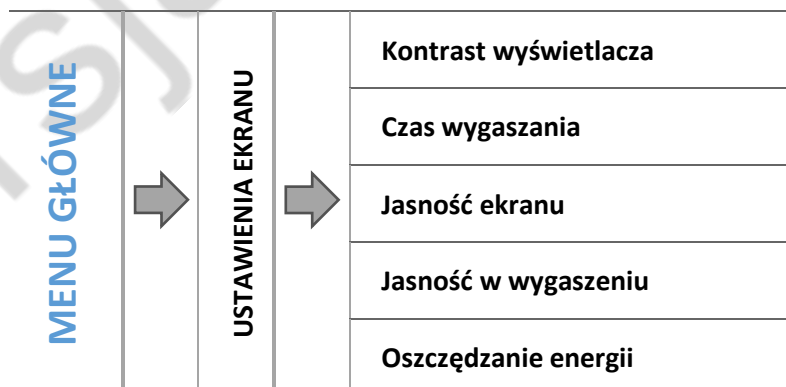 MENU GŁÓWNE
USTAWIENIA EKRANU
Kontrast wyświetlacza
Czas wygaszania
Jasność ekranu
Jasność w wygaszeniu
Oszczędzanie energii